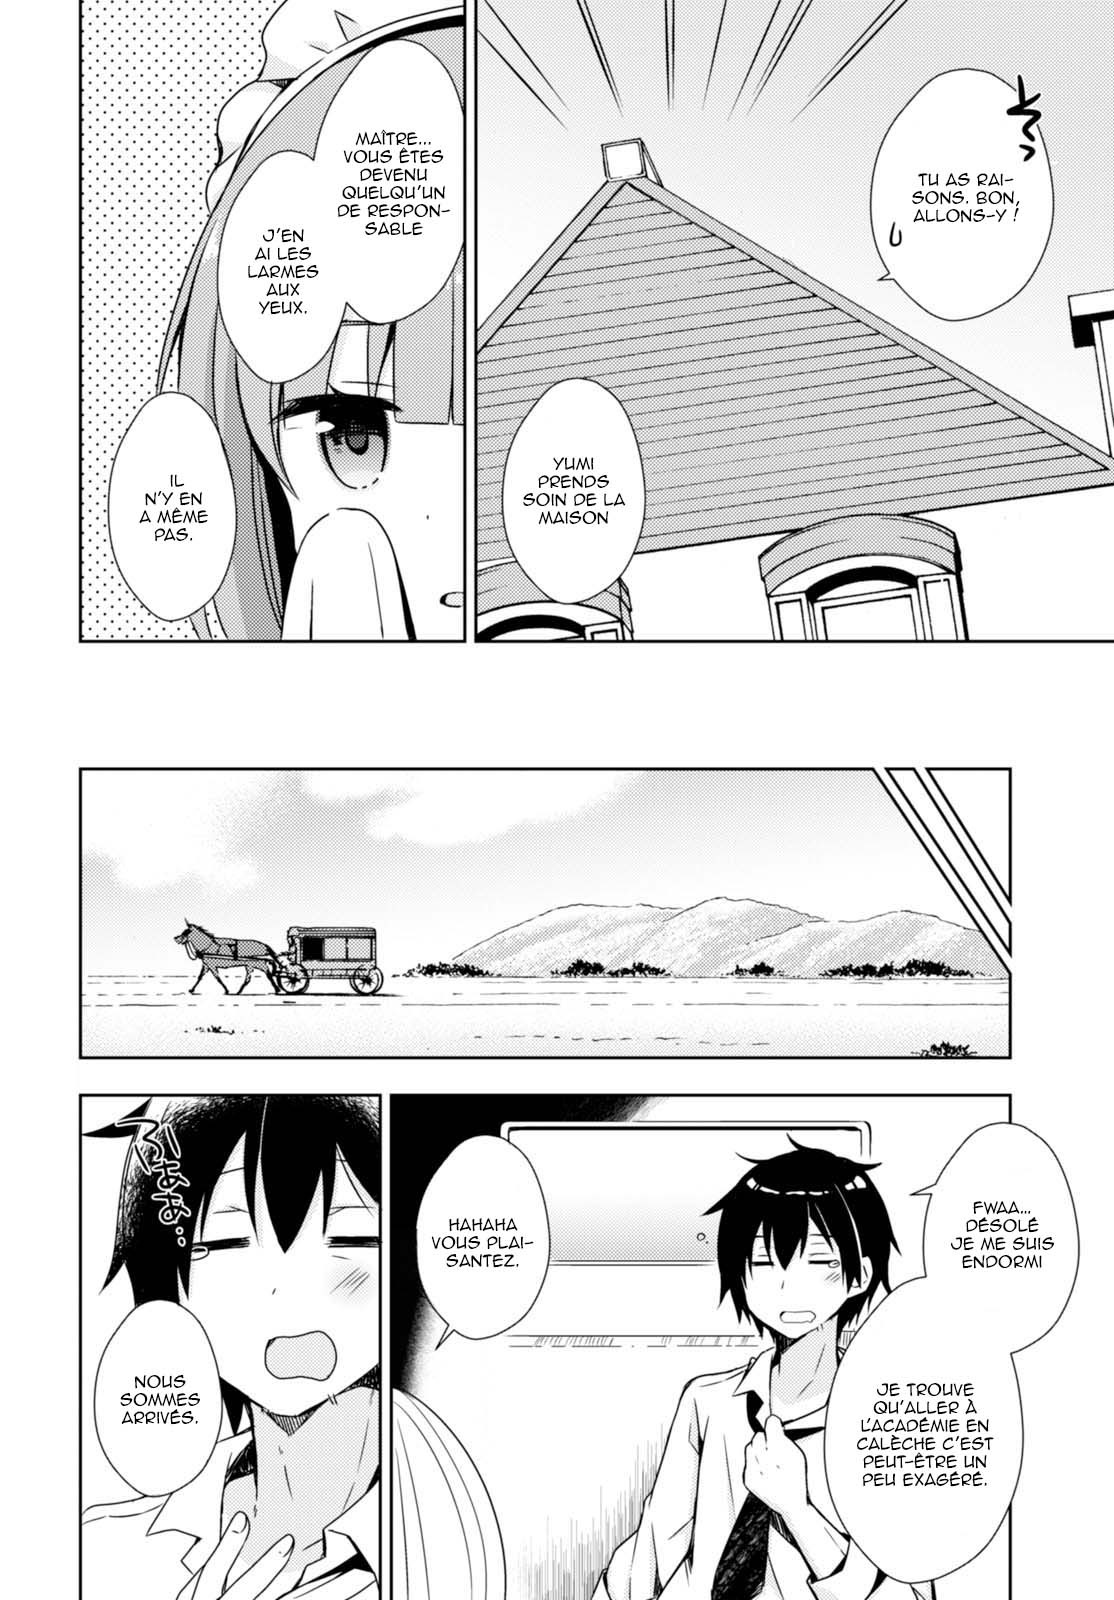 TU AS RAI-
SONS. BON,
ALLONS-Y !
YUMI
PRENDS
SOIN DE LA
MAISON
MAÎTRE...
VOUS ÊTES
DEVENU
QUELQU'UN
DE RESPON-
SABLE
J'EN
AI LES
LARMES
AUX
YEUX.
IL
N'Y EN
A MÊME
PAS.
FWAA...
DÉSOLÉ
JE ME SUIS
ENDORMI
JE TROUVE
QU'ALLER À
L'ACADÉMIE EN
CALÈCHE C'EST
PEUT-ÊTRE UN
PEU EXAGÉRÉ.
HAHAHA
VOUS PLAI-
SANTEZ.
ふぁぁ…
NOUS
SOMMES
ARRIVÉS.